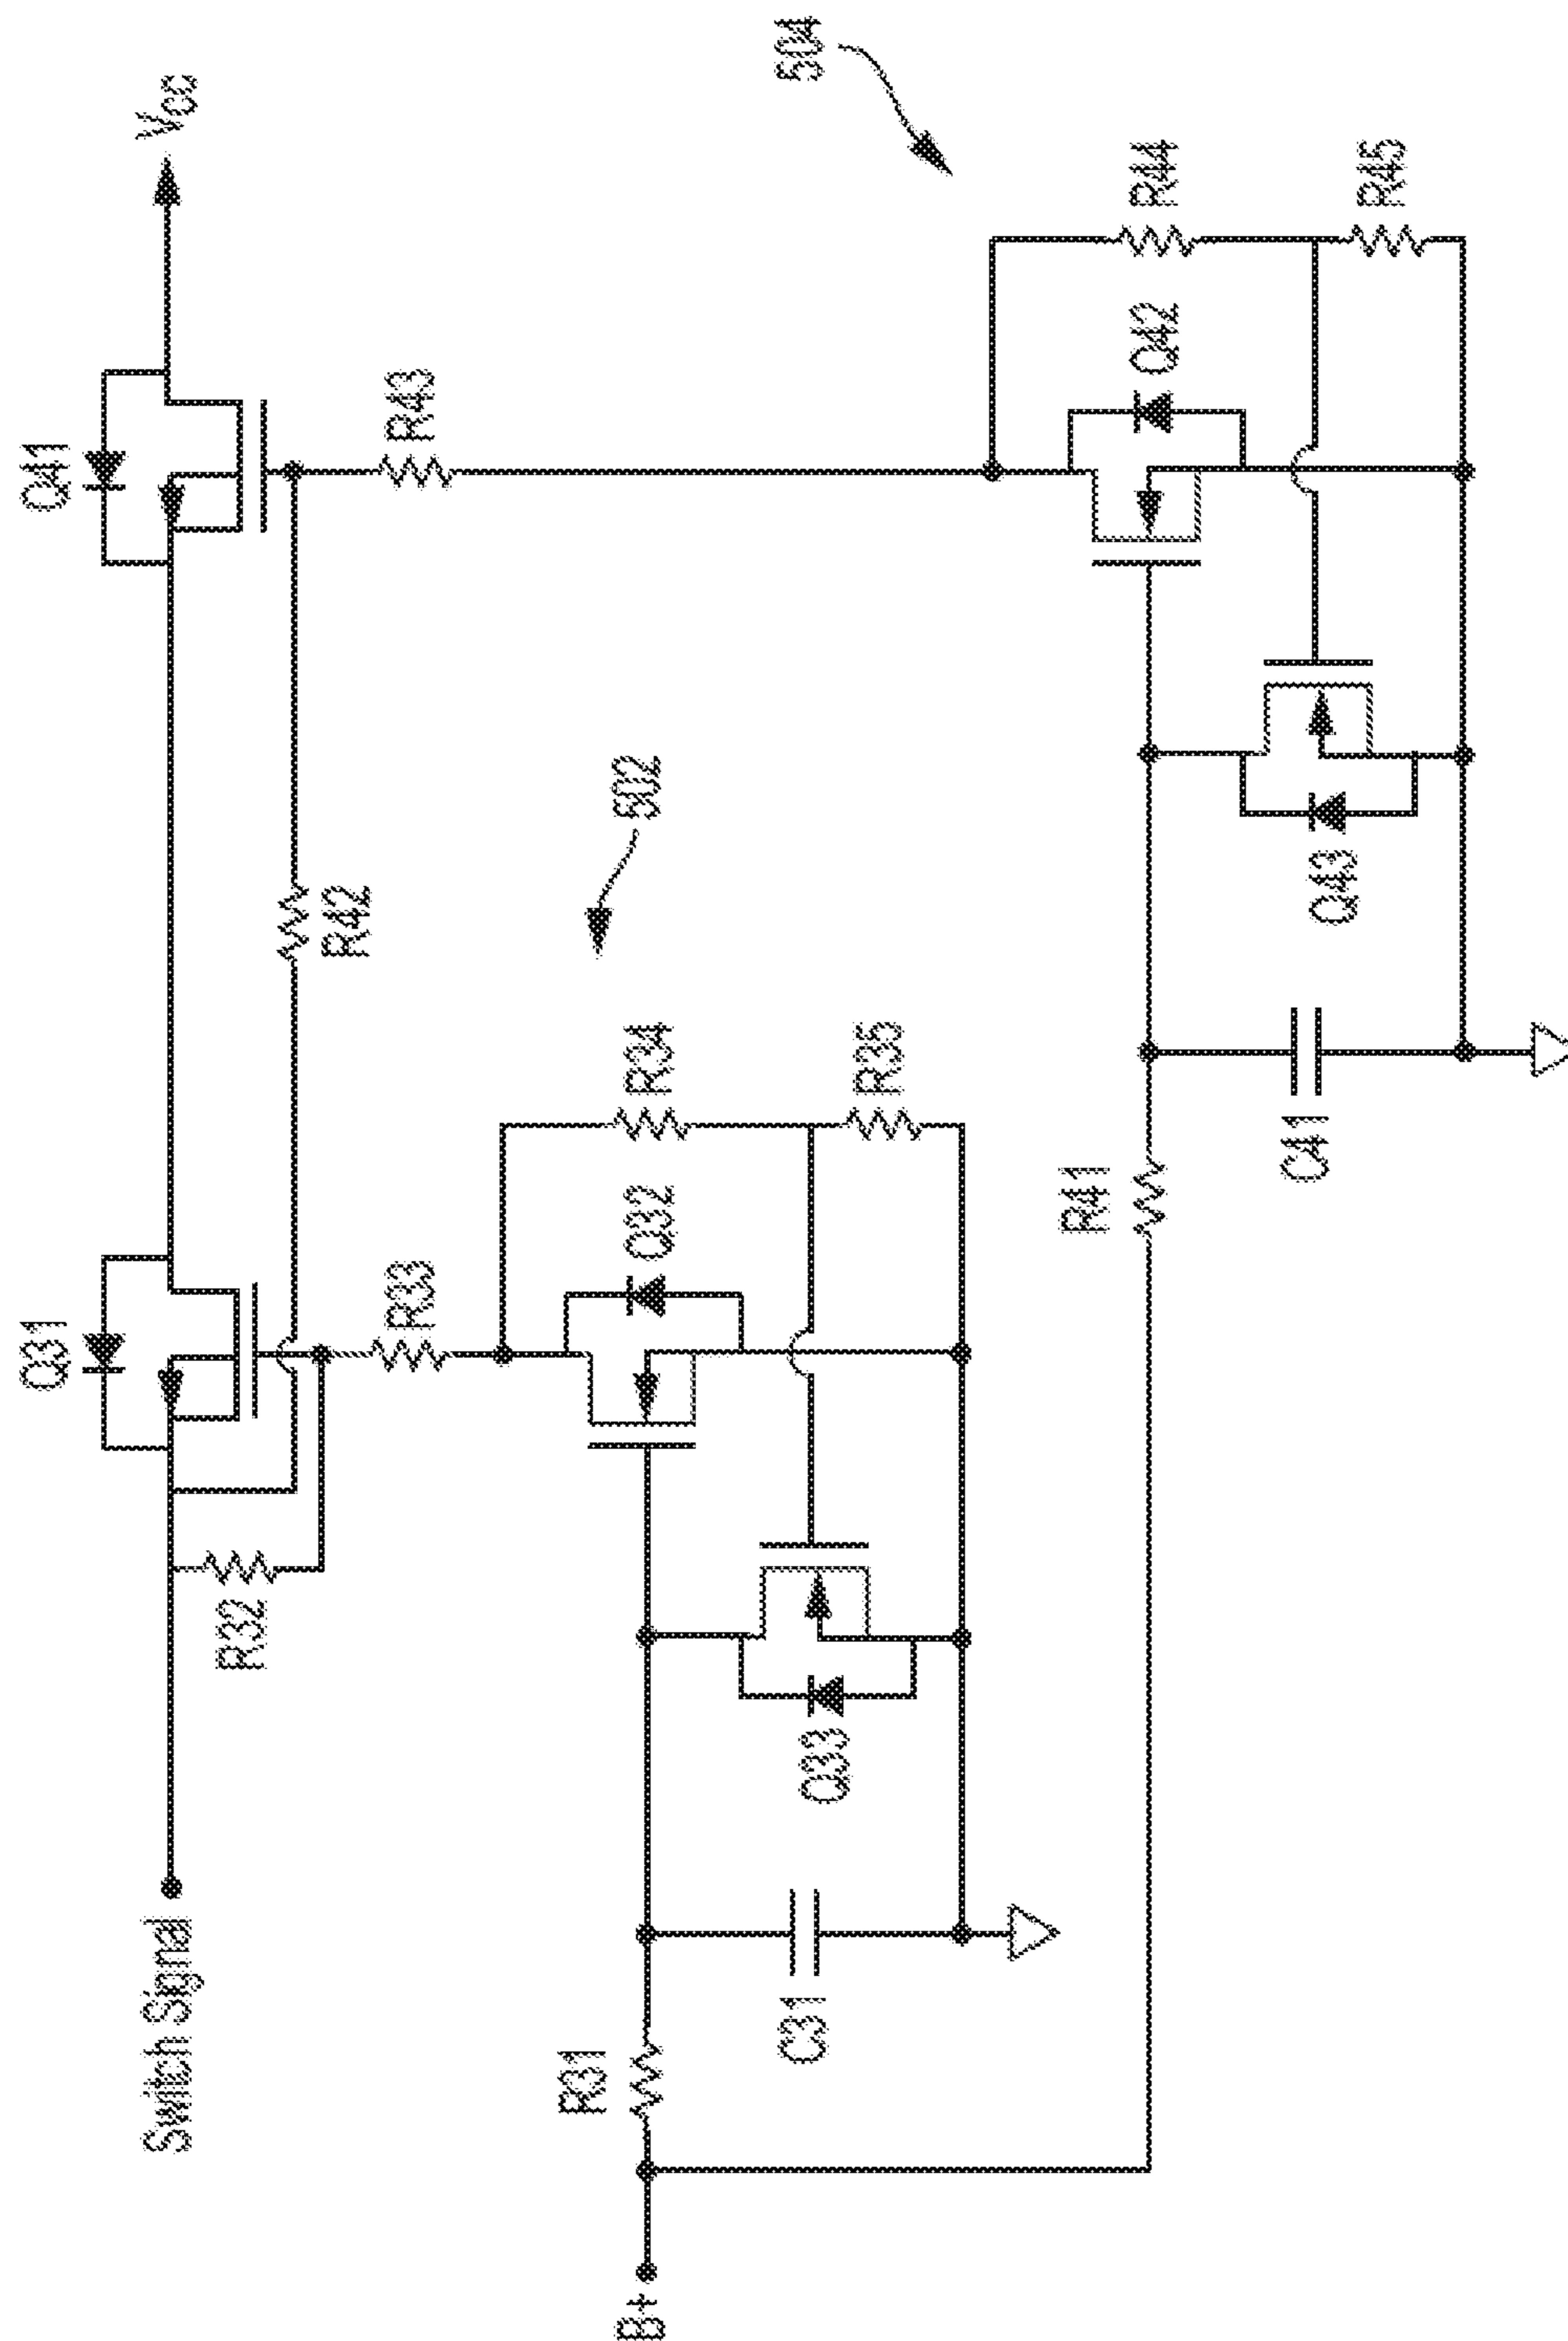 Switch Signal
R32
Q31
Q41
VCC
R42
R43
R33
502
504
B+
R31
C31
Q33
Q32
R34
R35
R41
C41
Q43
Q42
R44
R45